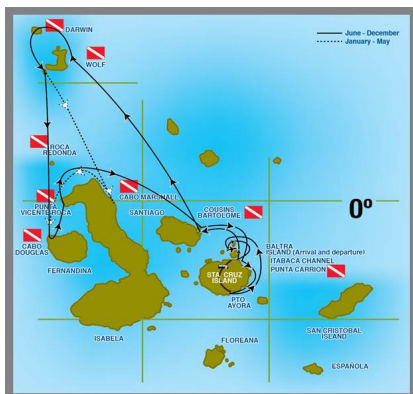 DARWIN
June - December
January - May
WOLF
ROCA
REDONDA
CABO MARSHALL
PUNTA
VICENTE ROCA
SANTIAGO
COUSINS
BARTOLOME
0º
CABO
DOUGLAS
BALTRA
ISLAND (Arrival and departure)
ITABACA CHANNEL
PUNTA CARRION
FERNANDINA
STA. CRUZ
ISLAND
PTO.
AYORA
SAN CRISTOBAL
ISLAND
ISABELA
FLOREANA
ESPAÑOLA